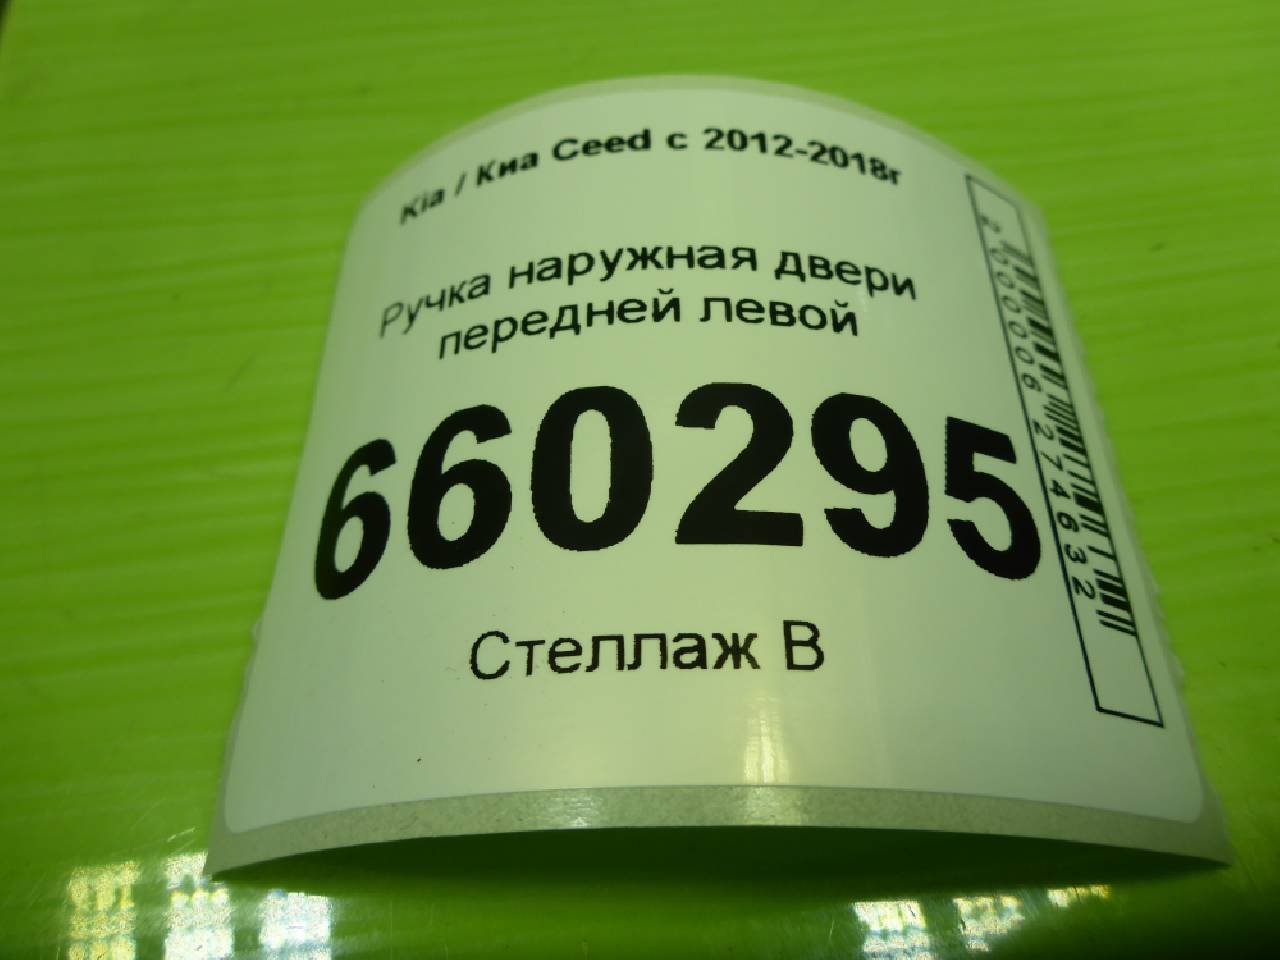 Kia / Киа Ceed с 2012-2018г
Ручка наружная двери
передней левой
660295
Стеллаж В
2000006274632